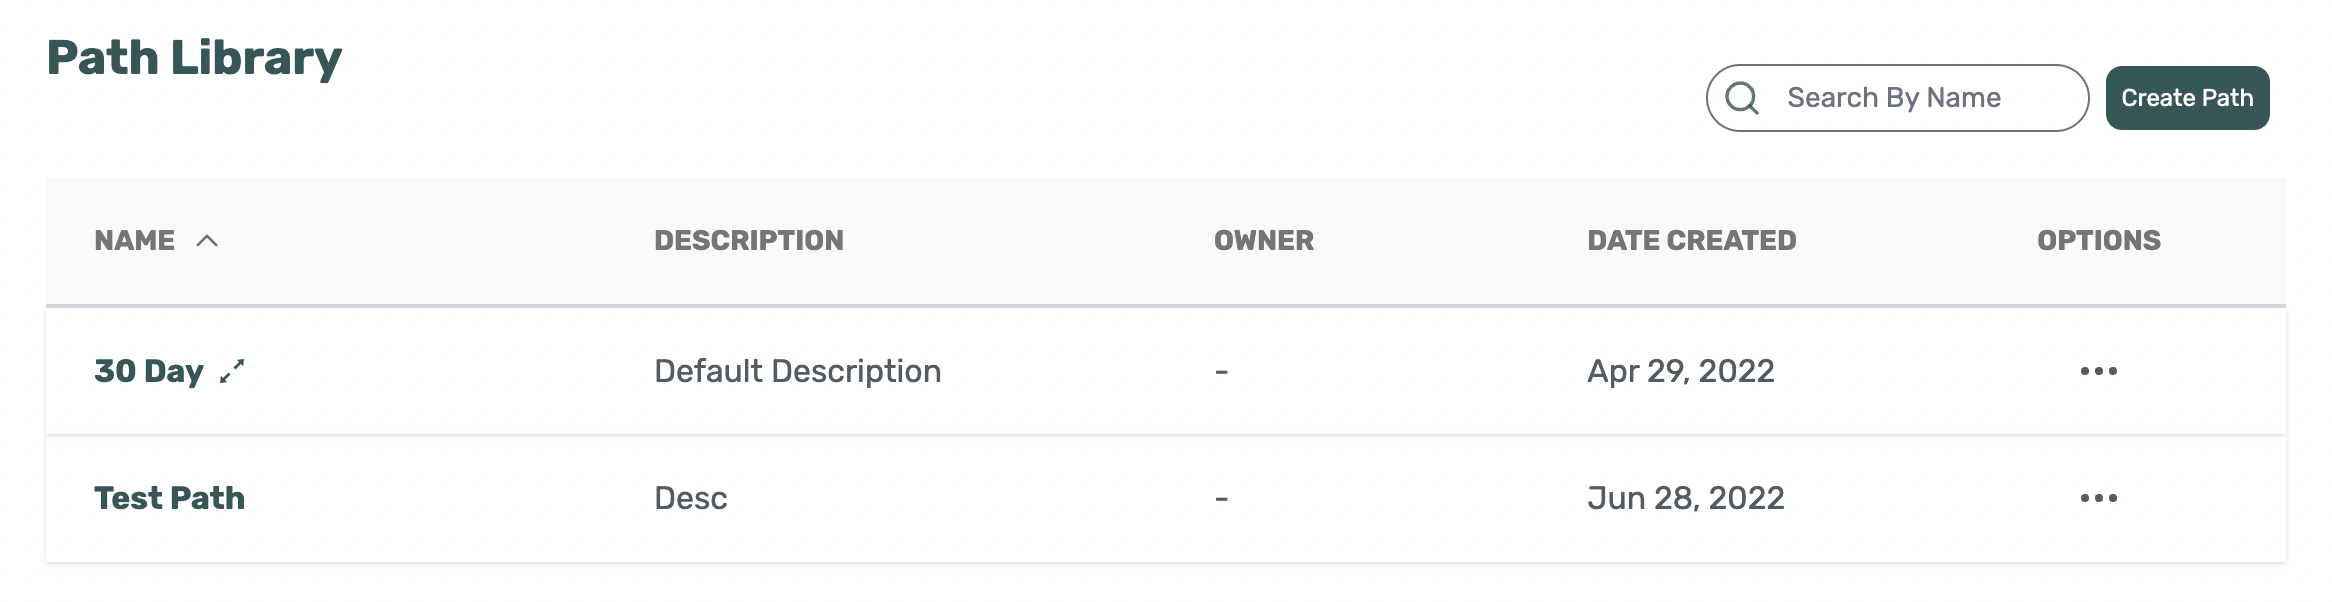 Path Library
Search By Name
Create Path
NAME DESCRIPTION OWNER DATE CREATED OPTIONS
30 Day Default Description - Apr 29, 2022
Test Path Desc - Jun 28, 2022